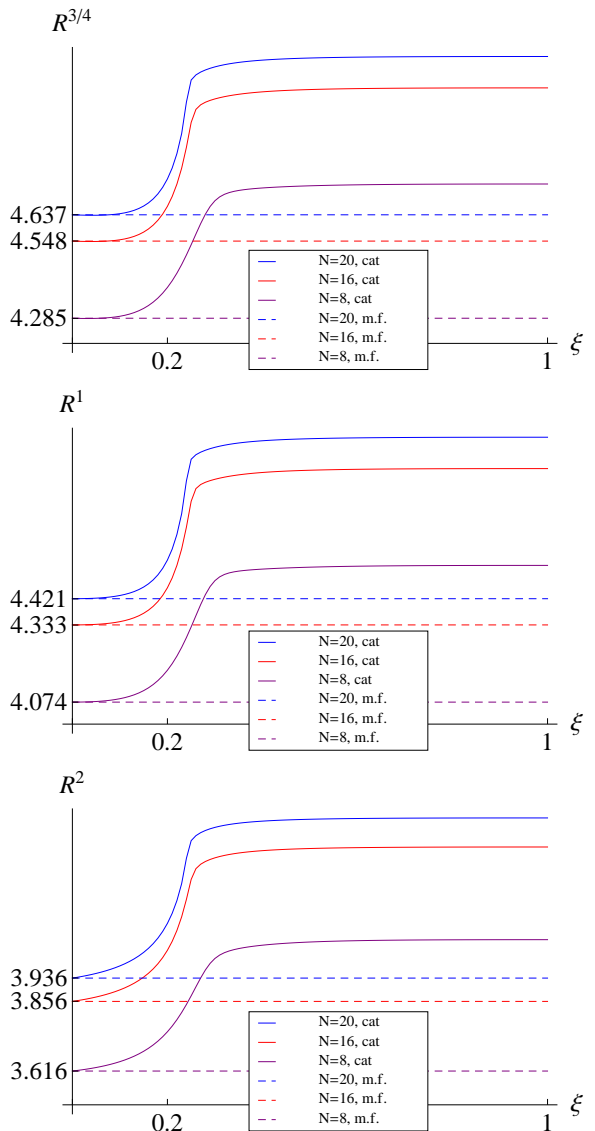 R^{3/4}
4.637
4.548
4.285
N=20, cat
N=16, cat
N=8, cat
N=20, m.f.
N=16, m.f.
N=8, m.f.
0.2
1
ξ
R^1
4.421
4.333
4.074
N=20, cat
N=16, cat
N=8, cat
N=20, m.f.
N=16, m.f.
N=8, m.f.
0.2
1
ξ
R^2
3.936
3.856
3.616
N=20, cat
N=16, cat
N=8, cat
N=20, m.f.
N=16, m.f.
N=8, m.f.
0.2
1
ξ